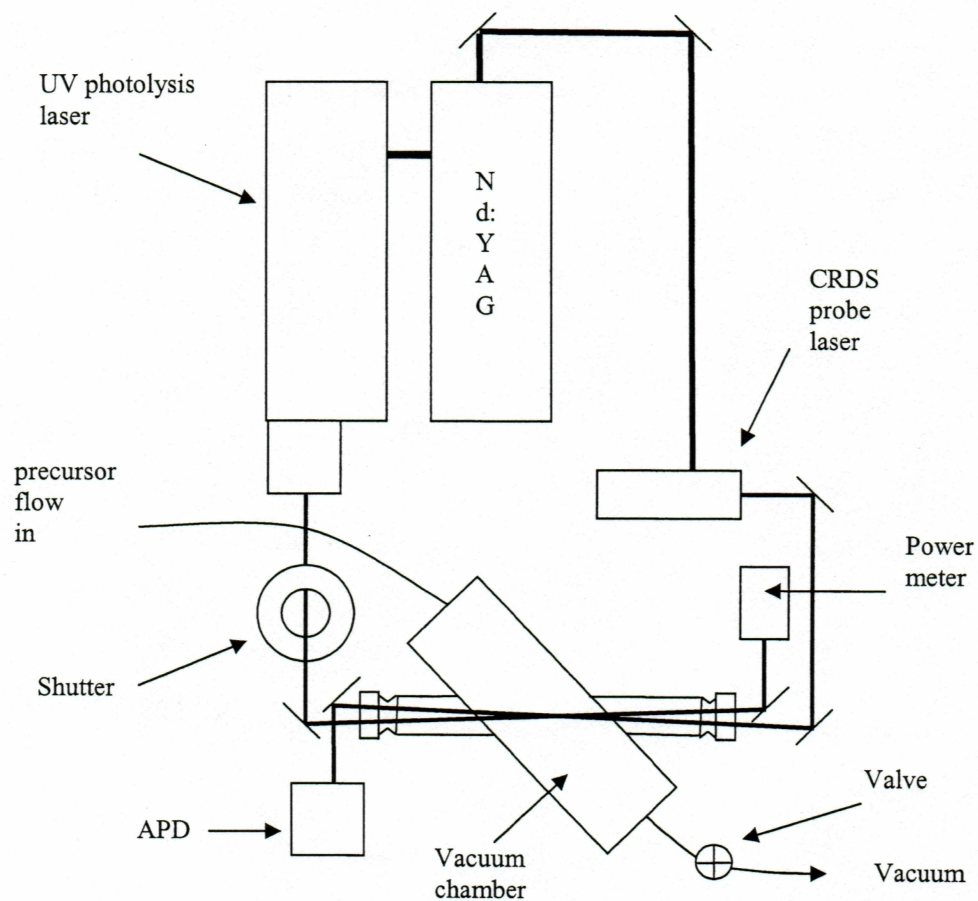 UV photolysis
laser
N
d:
Y
A
G
CRDS
probe
laser
precursor
flow
in
Power
meter
Shutter
Valve
APD
Vacuum
chamber
Vacuum